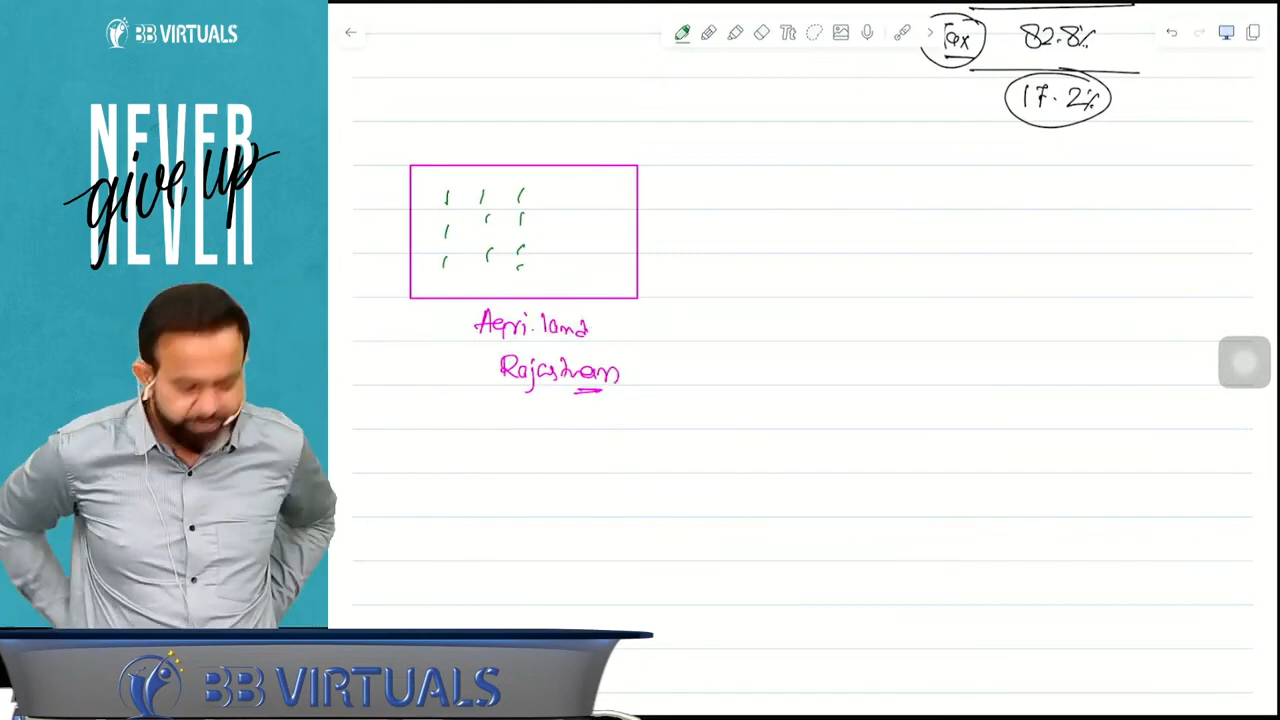 BB VIRTUALS
NEVER
give up
NEVER
Tax 82.8%
17.2%
Agri. land
Rajasthan
BB VIRTUALS